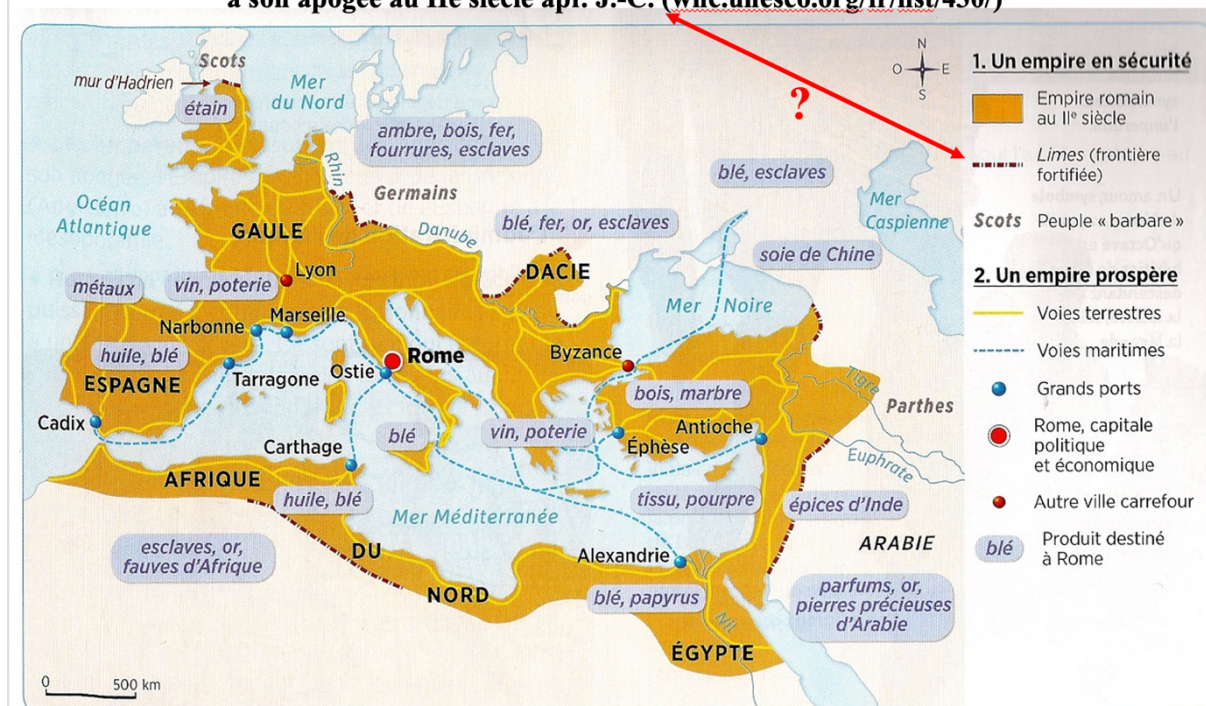 à son apogée au IIe siècle apr. J.-C. (whc.unesco.org/fr/list/430/)
?
Scots
mur d'Hadrien
étain
Mer
du Nord
ambre, bois, fer,
fourrures, esclaves
Rhin
Germains
Océan
Atlantique
GAULE
Danube
blé, fer, or, esclaves
blé, esclaves
Mer
Caspienne
soie de Chine
DACIE
Lyon
métaux
vin, poterie
Mer Noire
Marseille
Narbonne
huile, blé
ESPAGNE
Tarragone
Ostie
Rome
Byzance
bois, marbre
Tigre
Parthes
Cadix
Carthage
blé
vin, poterie
Éphèse
Antioche
Euphrate
AFRIQUE
huile, blé
tissu, pourpre
épices d'Inde
Mer Méditerranée
ARABIE
esclaves, or,
fauves d'Afrique
DU
NORD
Alexandrie
blé, papyrus
Nil
ÉGYPTE
parfums, or,
pierres précieuses
d'Arabie
0 500 km
N
O E
S
1. Un empire en sécurité
Empire romain
au IIe siècle
Limes (frontière
fortifiée)
Scots Peuple « barbare »
2. Un empire prospère
Voies terrestres
Voies maritimes
Grands ports
Rome, capitale
politique
et économique
Autre ville carrefour
blé Produit destiné
à Rome